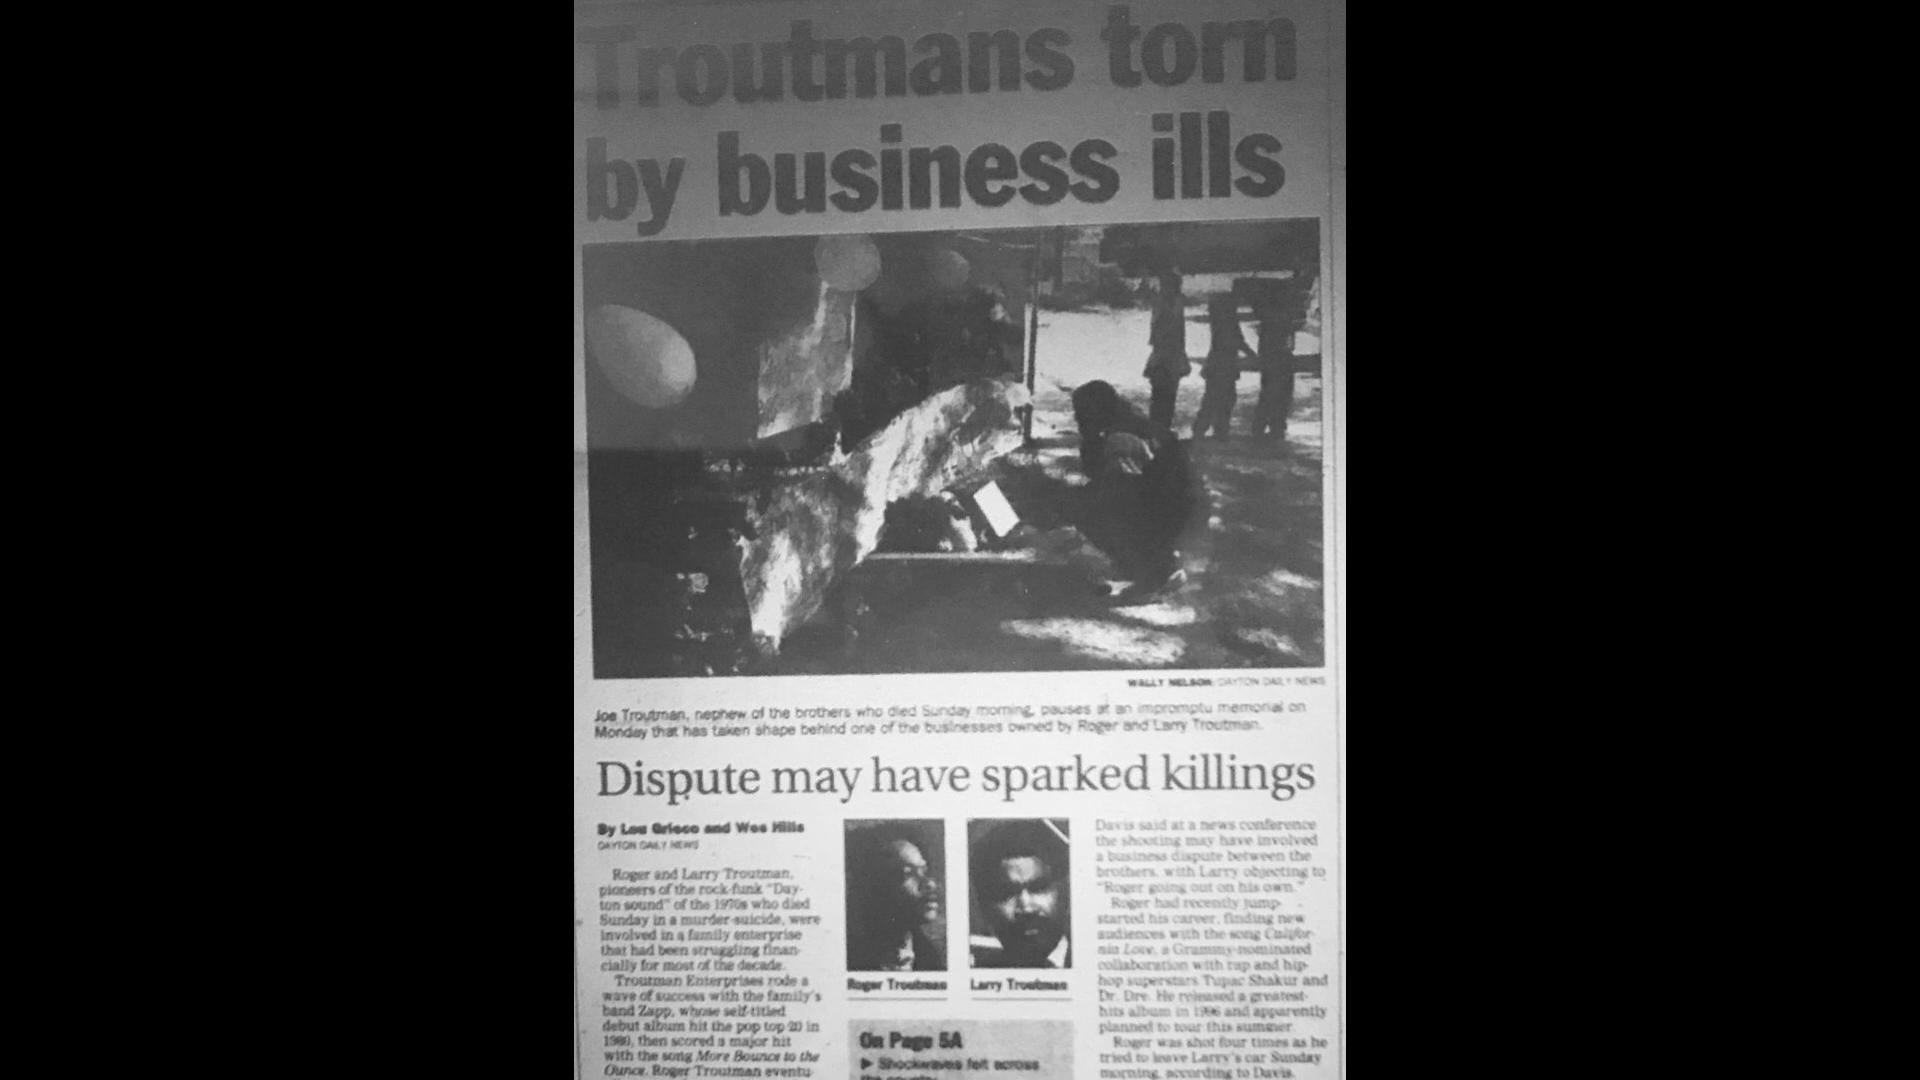 Troutmans torn
by business ills
WALLY NELSON/DAYTON DAILY NEWS
Joe Troutman, nephew of the brothers who died Sunday morning, pauses at an impromptu memorial on
Monday that has taken shape behind one of the businesses owned by Roger and Larry Troutman.
Dispute may have sparked killings
By Lou Grieco and Wes Hills
DAYTON DAILY NEWS
Roger and Larry Troutman,
pioneers of the rock-funk “Day-
ton sound” of the 1970s who died
Sunday in a murder-suicide, were
involved in a family enterprise
that had been struggling finan-
cially for most of the decade.
Troutman Enterprises rode a
wave of success with the family's
band Zapp, whose self-titled
debut album hit the pop top 20 in
1980, then scored a major hit
with the song More Bounce to the
Ounce. Roger Troutman eventu-
Roger Troutman
Larry Troutman
On Page 5A
▶ Shockwaves felt across
the country
Davis said at a news conference
the shooting may have involved
a business dispute between the
brothers, with Larry objecting to
“Roger going out on his own.”
Roger had recently jump-
started his career, finding new
audiences with the song Califor-
nia Love, a Grammy-nominated
collaboration with rap and hip-
hop superstars Tupac Shakur and
Dr. Dre. He released a greatest-
hits album in 1996 and apparently
planned to tour this summer.
Roger was shot four times as he
tried to leave Larry's car Sunday
morning, according to Davis.